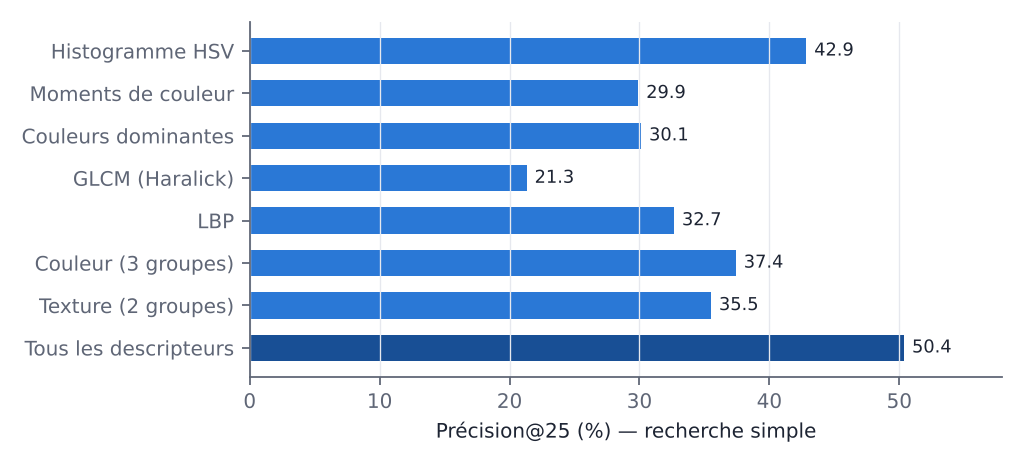 Histogramme HSV 42.9
Moments de couleur 29.9
Couleurs dominantes 30.1
GLCM (Haralick) 21.3
LBP 32.7
Couleur (3 groupes) 37.4
Texture (2 groupes) 35.5
Tous les descripteurs 50.4
0 10 20 30 40 50
Précision@25 (%) — recherche simple